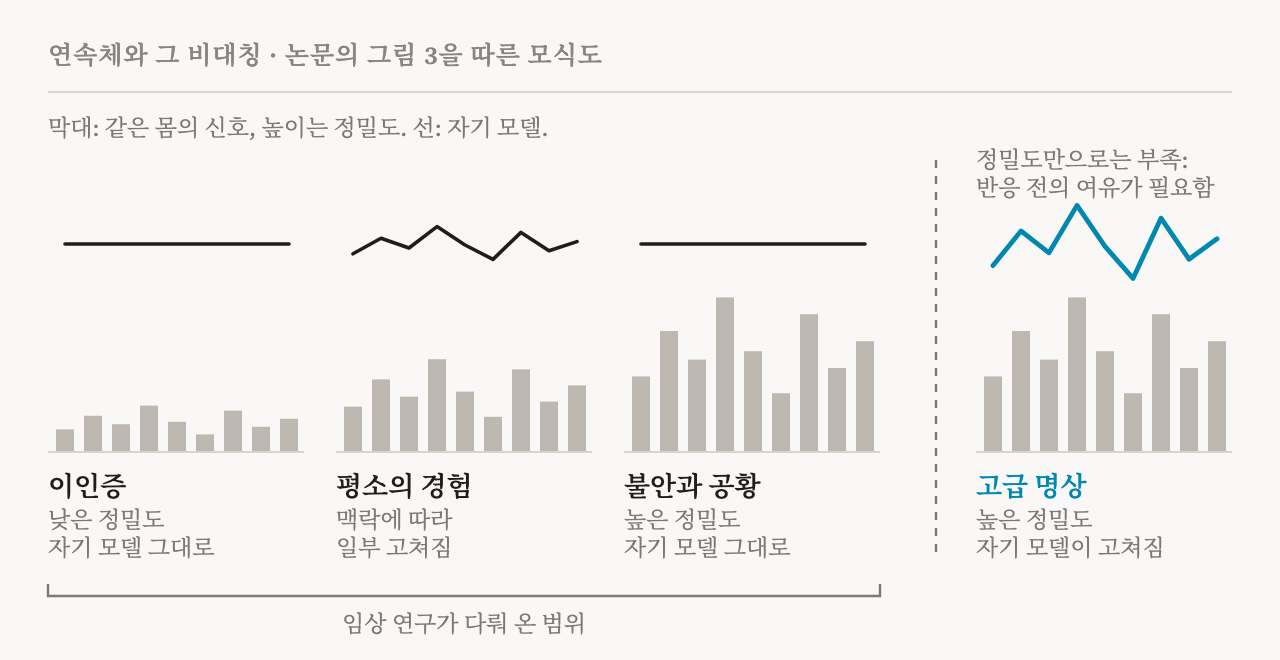 연속체와 그 비대칭 · 논문의 그림 3을 따른 모식도
막대: 같은 몸의 신호, 높이는 정밀도. 선: 자기 모델.
정밀도만으로는 부족:
반응 전의 여유가 필요함
이인증
낮은 정밀도
자기 모델 그대로
평소의 경험
맥락에 따라
일부 고쳐짐
불안과 공황
높은 정밀도
자기 모델 그대로
고급 명상
높은 정밀도
자기 모델이 고쳐짐
임상 연구가 다뤄 온 범위